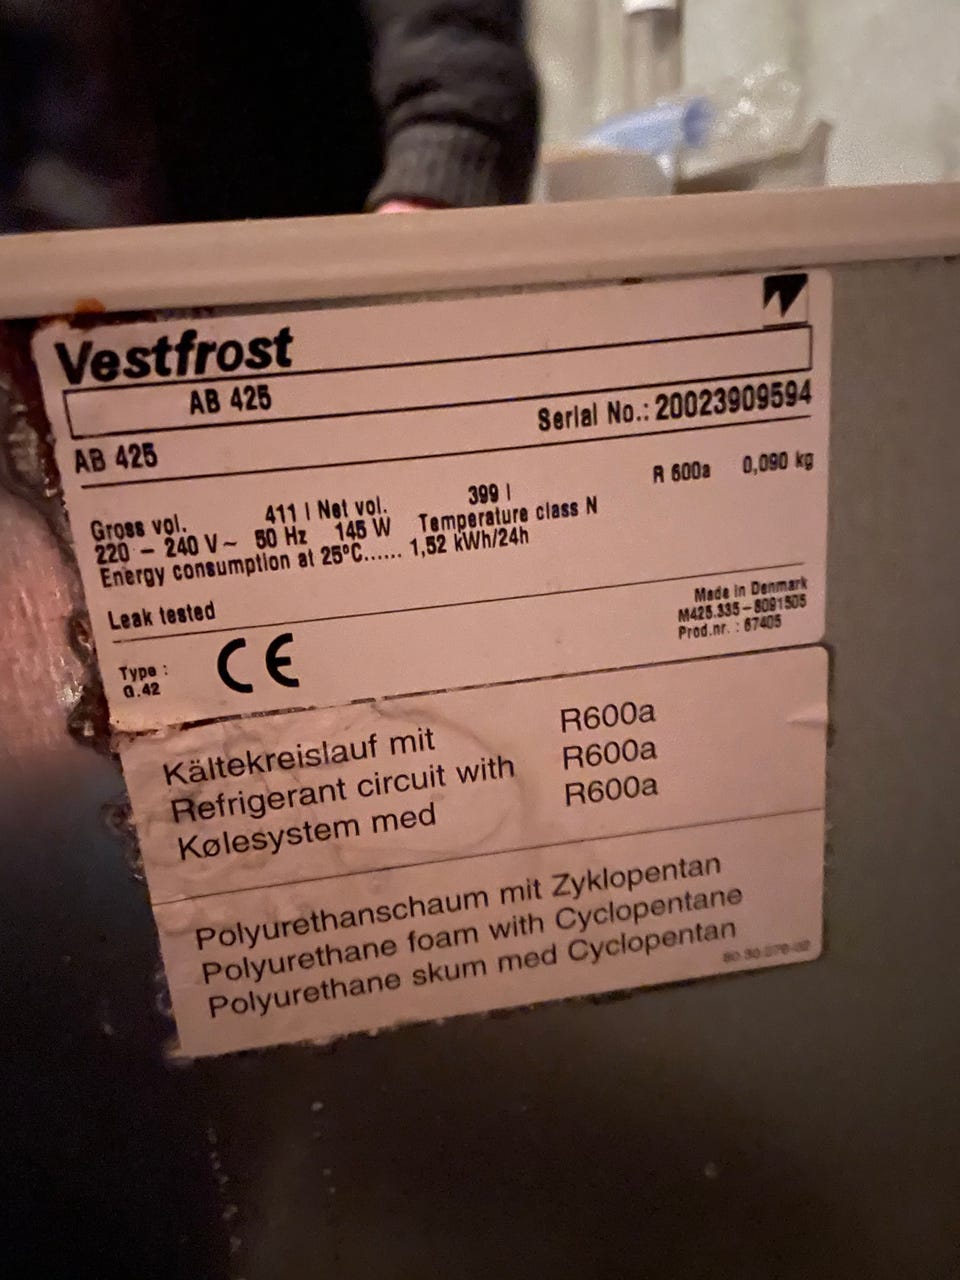 Vestfrost
AB 425
AB 425 Serial No.: 20023909594
Gross vol. 411 l Net vol. 399 l R 600a 0,090 kg
220 - 240 V ~ 50 Hz 145 W Temperature class N
Energy consumption at 25°C...... 1,52 kWh/24h
Leak tested
Made in Denmark
M425.335-8091505
Prod.nr. : 67405
Type :
G.42
CE
Kältekreislauf mit R600a
Refrigerant circuit with R600a
Kølesystem med R600a
Polyurethanschaum mit Zyklopentan
Polyurethane foam with Cyclopentane
Polyurethane skum med Cyclopentan